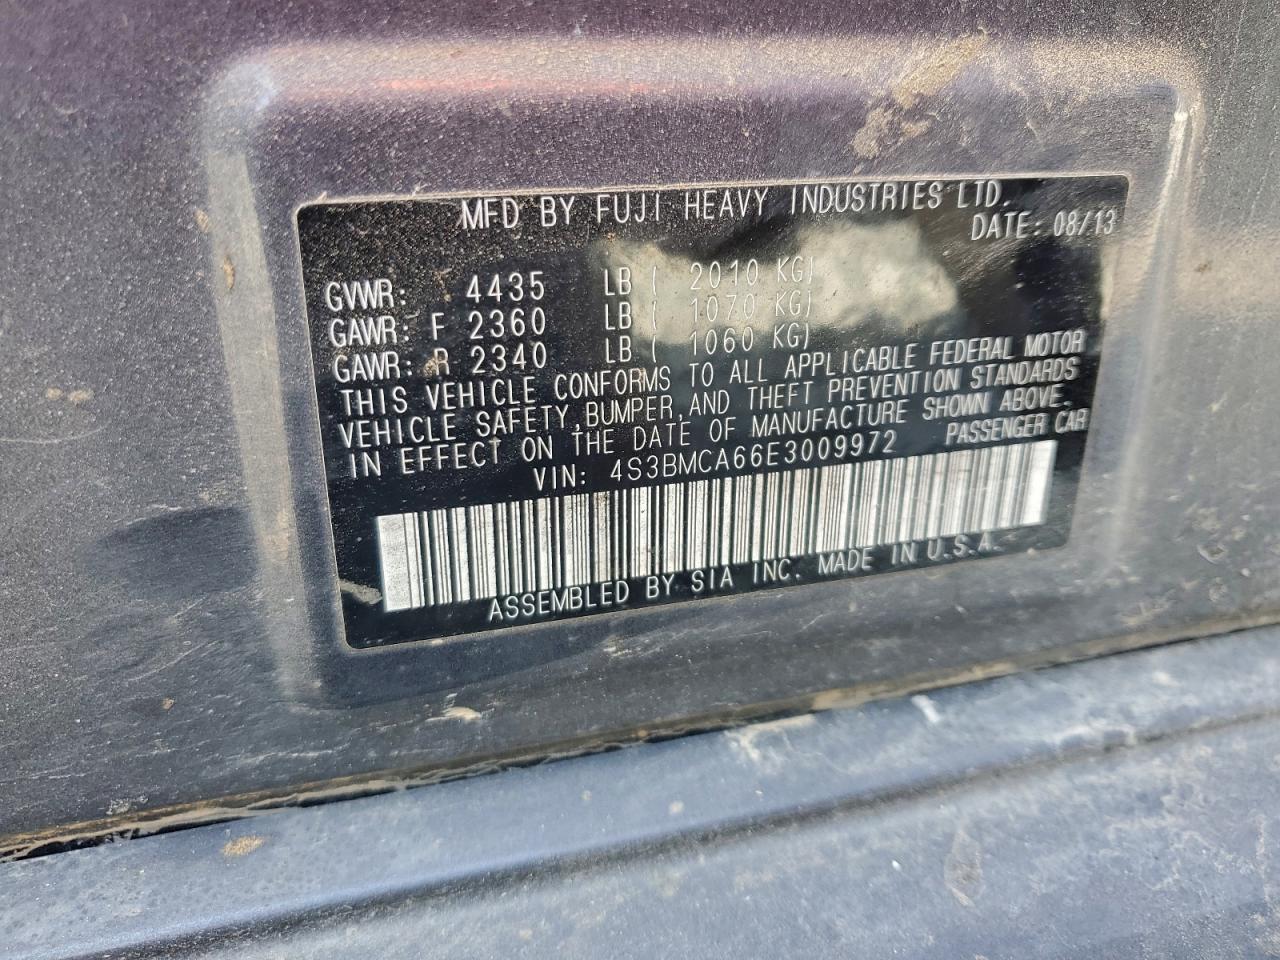 MFD BY FUJI HEAVY INDUSTRIES LTD.
DATE: 08/13
GVWR: 4435 LB ( 2010 KG)
GAWR: F 2360 LB ( 1070 KG)
GAWR: R 2340 LB ( 1060 KG)
THIS VEHICLE CONFORMS TO ALL APPLICABLE FEDERAL MOTOR
VEHICLE SAFETY, BUMPER, AND THEFT PREVENTION STANDARDS
IN EFFECT ON THE DATE OF MANUFACTURE SHOWN ABOVE.
VIN: 4S3BMCA66E3009972 PASSENGER CAR
ASSEMBLED BY SIA INC. MADE IN U.S.A.